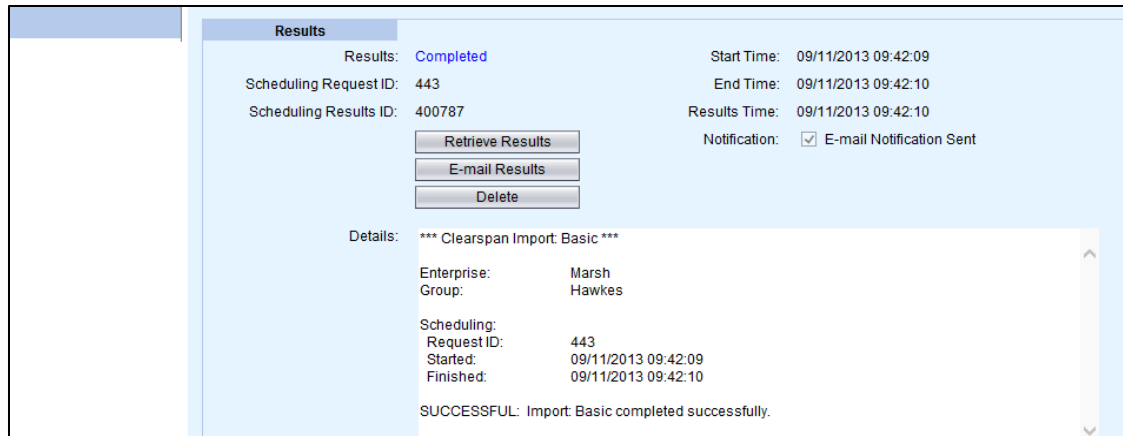 Results
Results: Completed Start Time: 09/11/2013 09:42:09
Scheduling Request ID: 443 End Time: 09/11/2013 09:42:10
Scheduling Results ID: 400787 Results Time: 09/11/2013 09:42:10
Retrieve Results Notification: E-mail Notification Sent
E-mail Results
Delete
Details: *** Clearspan Import: Basic ***
Enterprise: Marsh
Group: Hawkes
Scheduling:
Request ID: 443
Started: 09/11/2013 09:42:09
Finished: 09/11/2013 09:42:10
SUCCESSFUL: Import: Basic completed successfully.